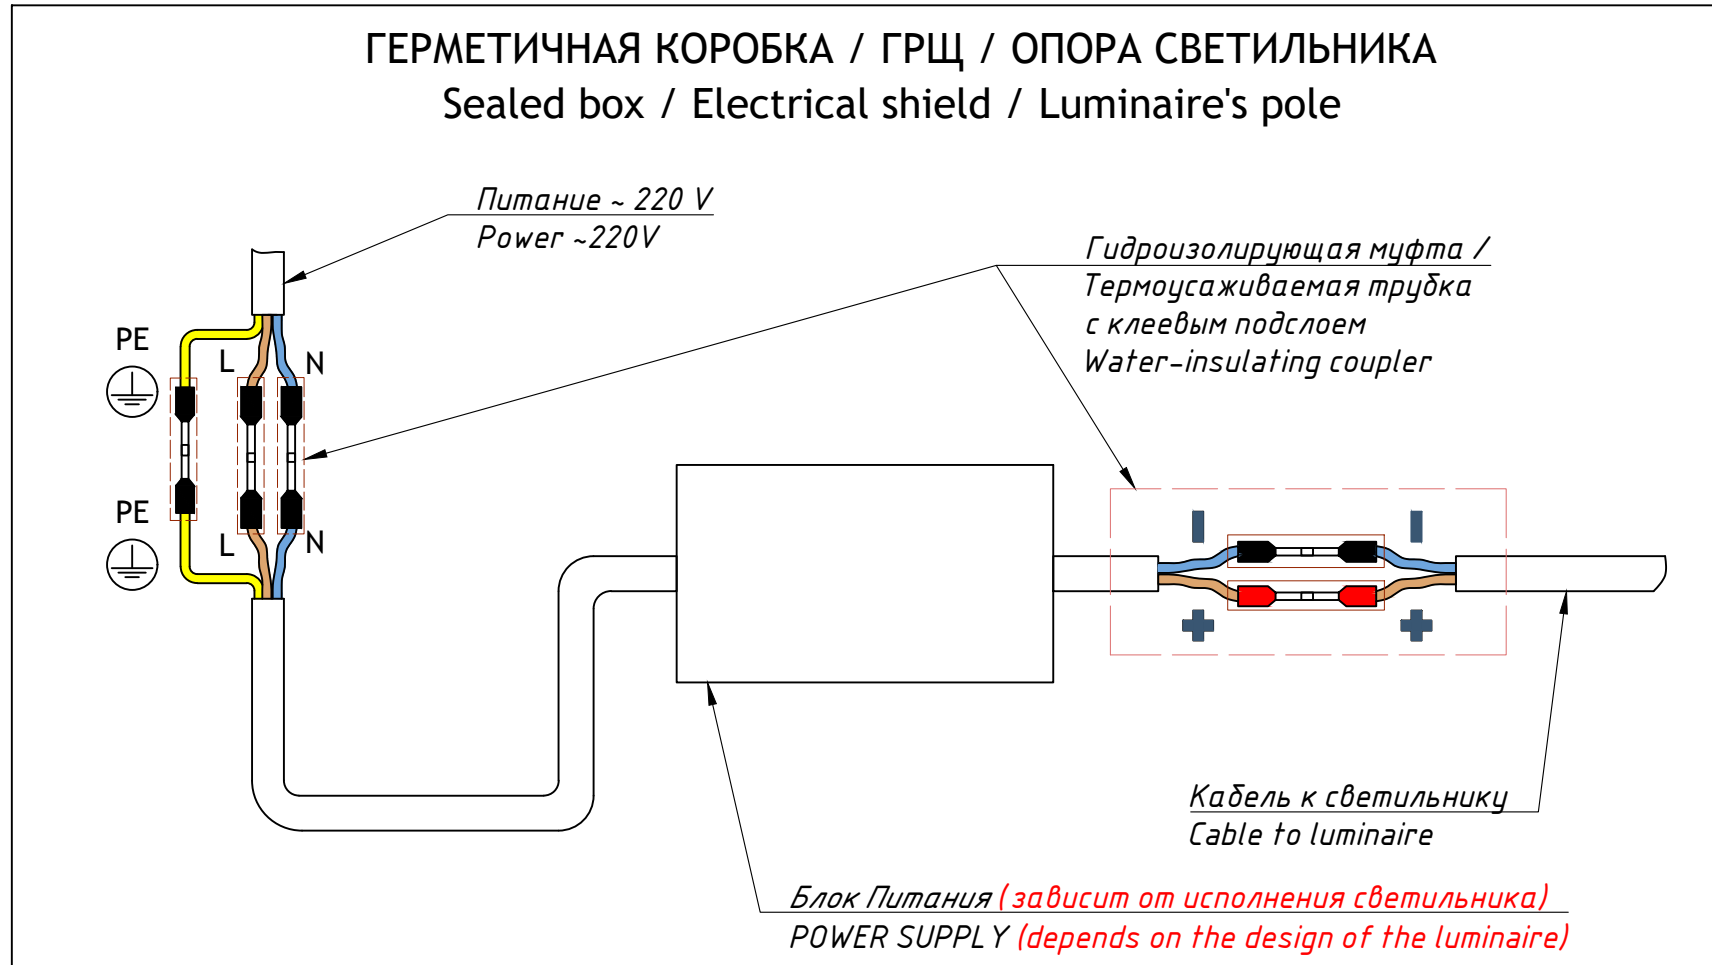 ГЕРМЕТИЧНАЯ КОРОБКА / ГРЩ / ОПОРА СВЕТИЛЬНИКА
Sealed box / Electrical shield / Luminaire's pole
Питание ~ 220 V
Power ~220V
Гидроизолирующая муфта /
Термоусаживаемая трубка
с клеевым подслоем
Water-insulating coupler
PE
L
N
PE
L
N
Кабель к светильнику
Cable to luminaire
Блок Питания (зависит от исполнения светильника)
POWER SUPPLY (depends on the design of the luminaire)